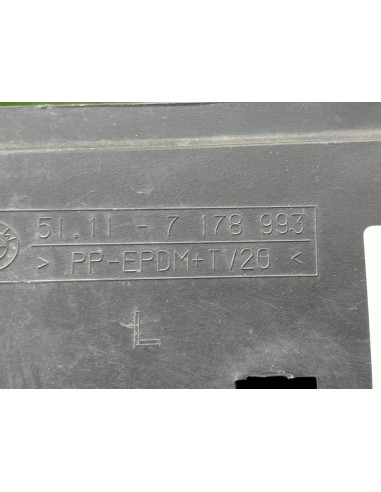 51.11 - 7 178 993
> PP-EPDM+TV20 <
L